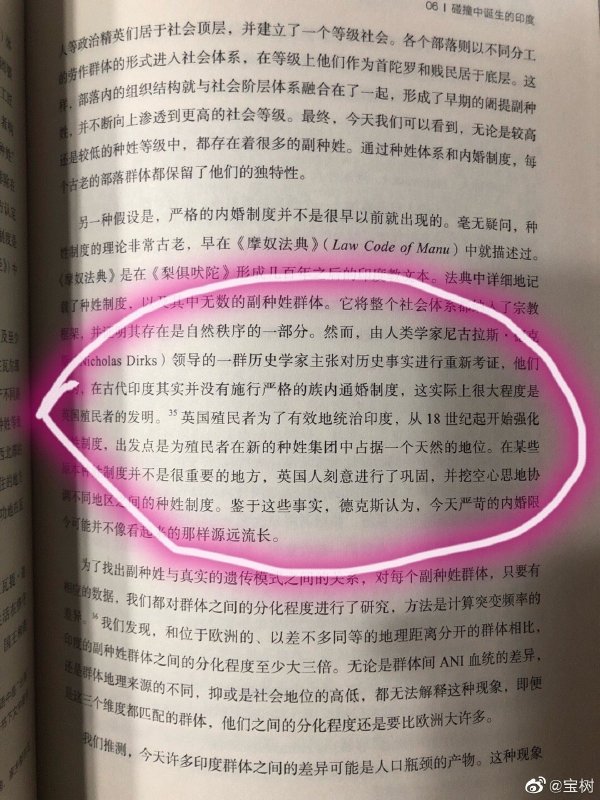 06 | 碰撞中诞生的印度
人等政治精英们居于社会顶层，并建立了一个等级社会。各个部落则以不同分工
的劳作群体的形式进入社会体系，在等级上他们作为首陀罗和贱民居于底层。这
样，部落内的组织结构就与社会阶层体系融合在了一起，形成了早期的阇提副种
姓，并不断向上渗透到更高的社会等级。最终，今天我们可以看到，无论是较高
还是较低的种姓等级中，都存在着很多的副种姓。通过种姓体系和内婚制度，每
个古老的部落群体都保留了他们的独特性。
另一种假设是，严格的内婚制度并不是很早以前就出现的。毫无疑问，种
姓制度的理论非常古老，早在《摩奴法典》（Law Code of Manu）中就描述过。
《摩奴法典》是在《梨俱吠陀》形成几百年之后的印度教文本。法典中详细地记
载了种姓制度，以及其中无数的副种姓群体。它将整个社会体系都纳入了宗教
框架，并证明其存在是自然秩序的一部分。然而，由人类学家尼古拉斯·德克
（Nicholas Dirks）领导的一群历史学家主张对历史事实进行重新考证，他们
，在古代印度其实并没有施行严格的族内通婚制度，这实际上很大程度是
英国殖民者的发明。35 英国殖民者为了有效地统治印度，从 18 世纪起开始强化
制度，出发点是为殖民者在新的种姓集团中占据一个天然的地位。在某些
原本种姓制度并不是很重要的地方，英国人刻意进行了巩固，并挖空心思地协
调不同地区之间的种姓制度。鉴于这些事实，德克斯认为，今天严苛的内婚限
令可能并不像看起来的那样源远流长。
为了找出副种姓与真实的遗传模式之间的关系，对每个副种姓群体，只要有
相应的数据，我们都对群体之间的分化程度进行了研究，方法是计算突变频率的
差异。36 我们发现，和位于欧洲的、以差不多同等的地理距离分开的群体相比，
印度的副种姓群体之间的分化程度至少大三倍。无论是群体间 ANI 血统的差异，
还是群体地理来源的不同，抑或是社会地位的高低，都无法解释这种现象，即便
是这三个维度都匹配的群体，他们之间的分化程度还是要比欧洲大许多。
我们推测，今天许多印度群体之间的差异可能是人口瓶颈的产物。这种现象
@宝树